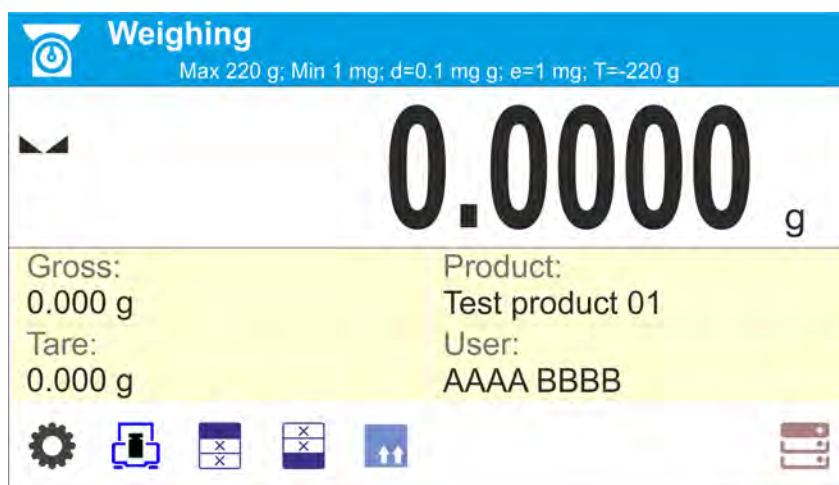 Weighing
Max 220 g; Min 1 mg; d=0.1 mg g; e=1 mg; T=-220 g
0.0000 g
Gross:
0.000 g
Tare:
0.000 g
Product:
Test product 01
User:
AAAA BBBB